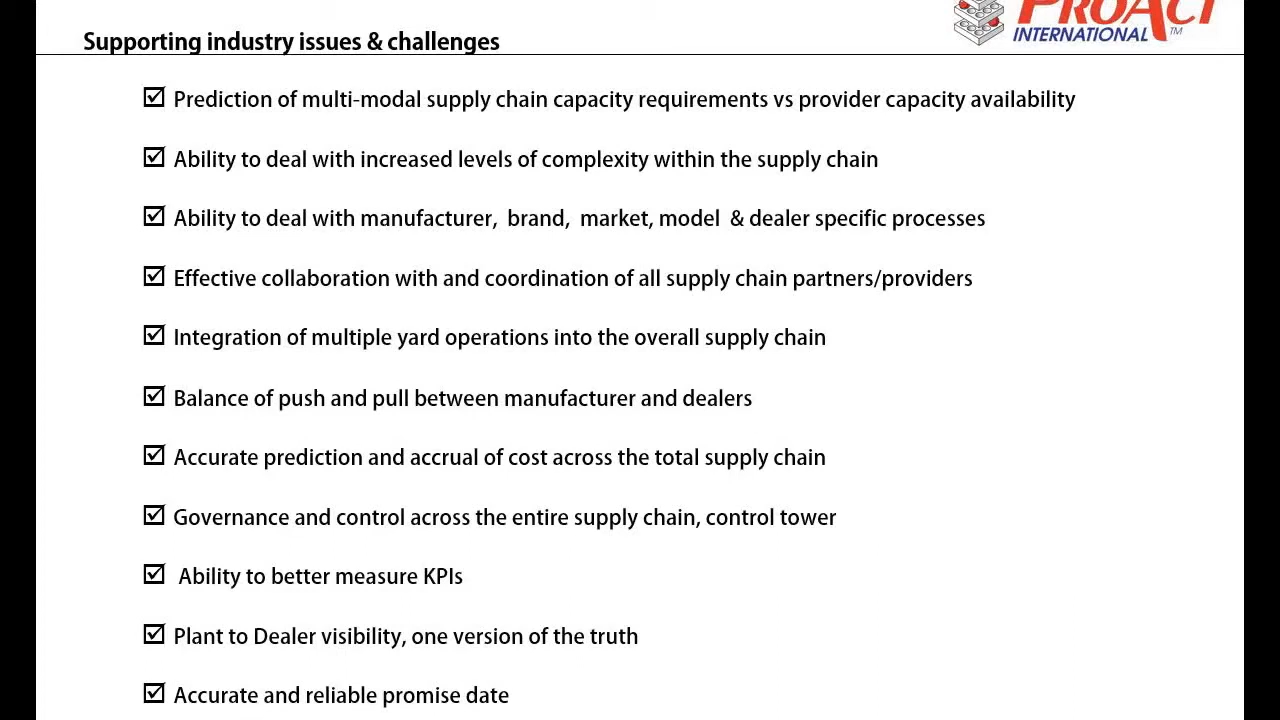 PROACT
INTERNATIONAL™
Supporting industry issues & challenges
Prediction of multi-modal supply chain capacity requirements vs provider capacity availability
Ability to deal with increased levels of complexity within the supply chain
Ability to deal with manufacturer, brand, market, model & dealer specific processes
Effective collaboration with and coordination of all supply chain partners/providers
Integration of multiple yard operations into the overall supply chain
Balance of push and pull between manufacturer and dealers
Accurate prediction and accrual of cost across the total supply chain
Governance and control across the entire supply chain, control tower
Ability to better measure KPIs
Plant to Dealer visibility, one version of the truth
Accurate and reliable promise date